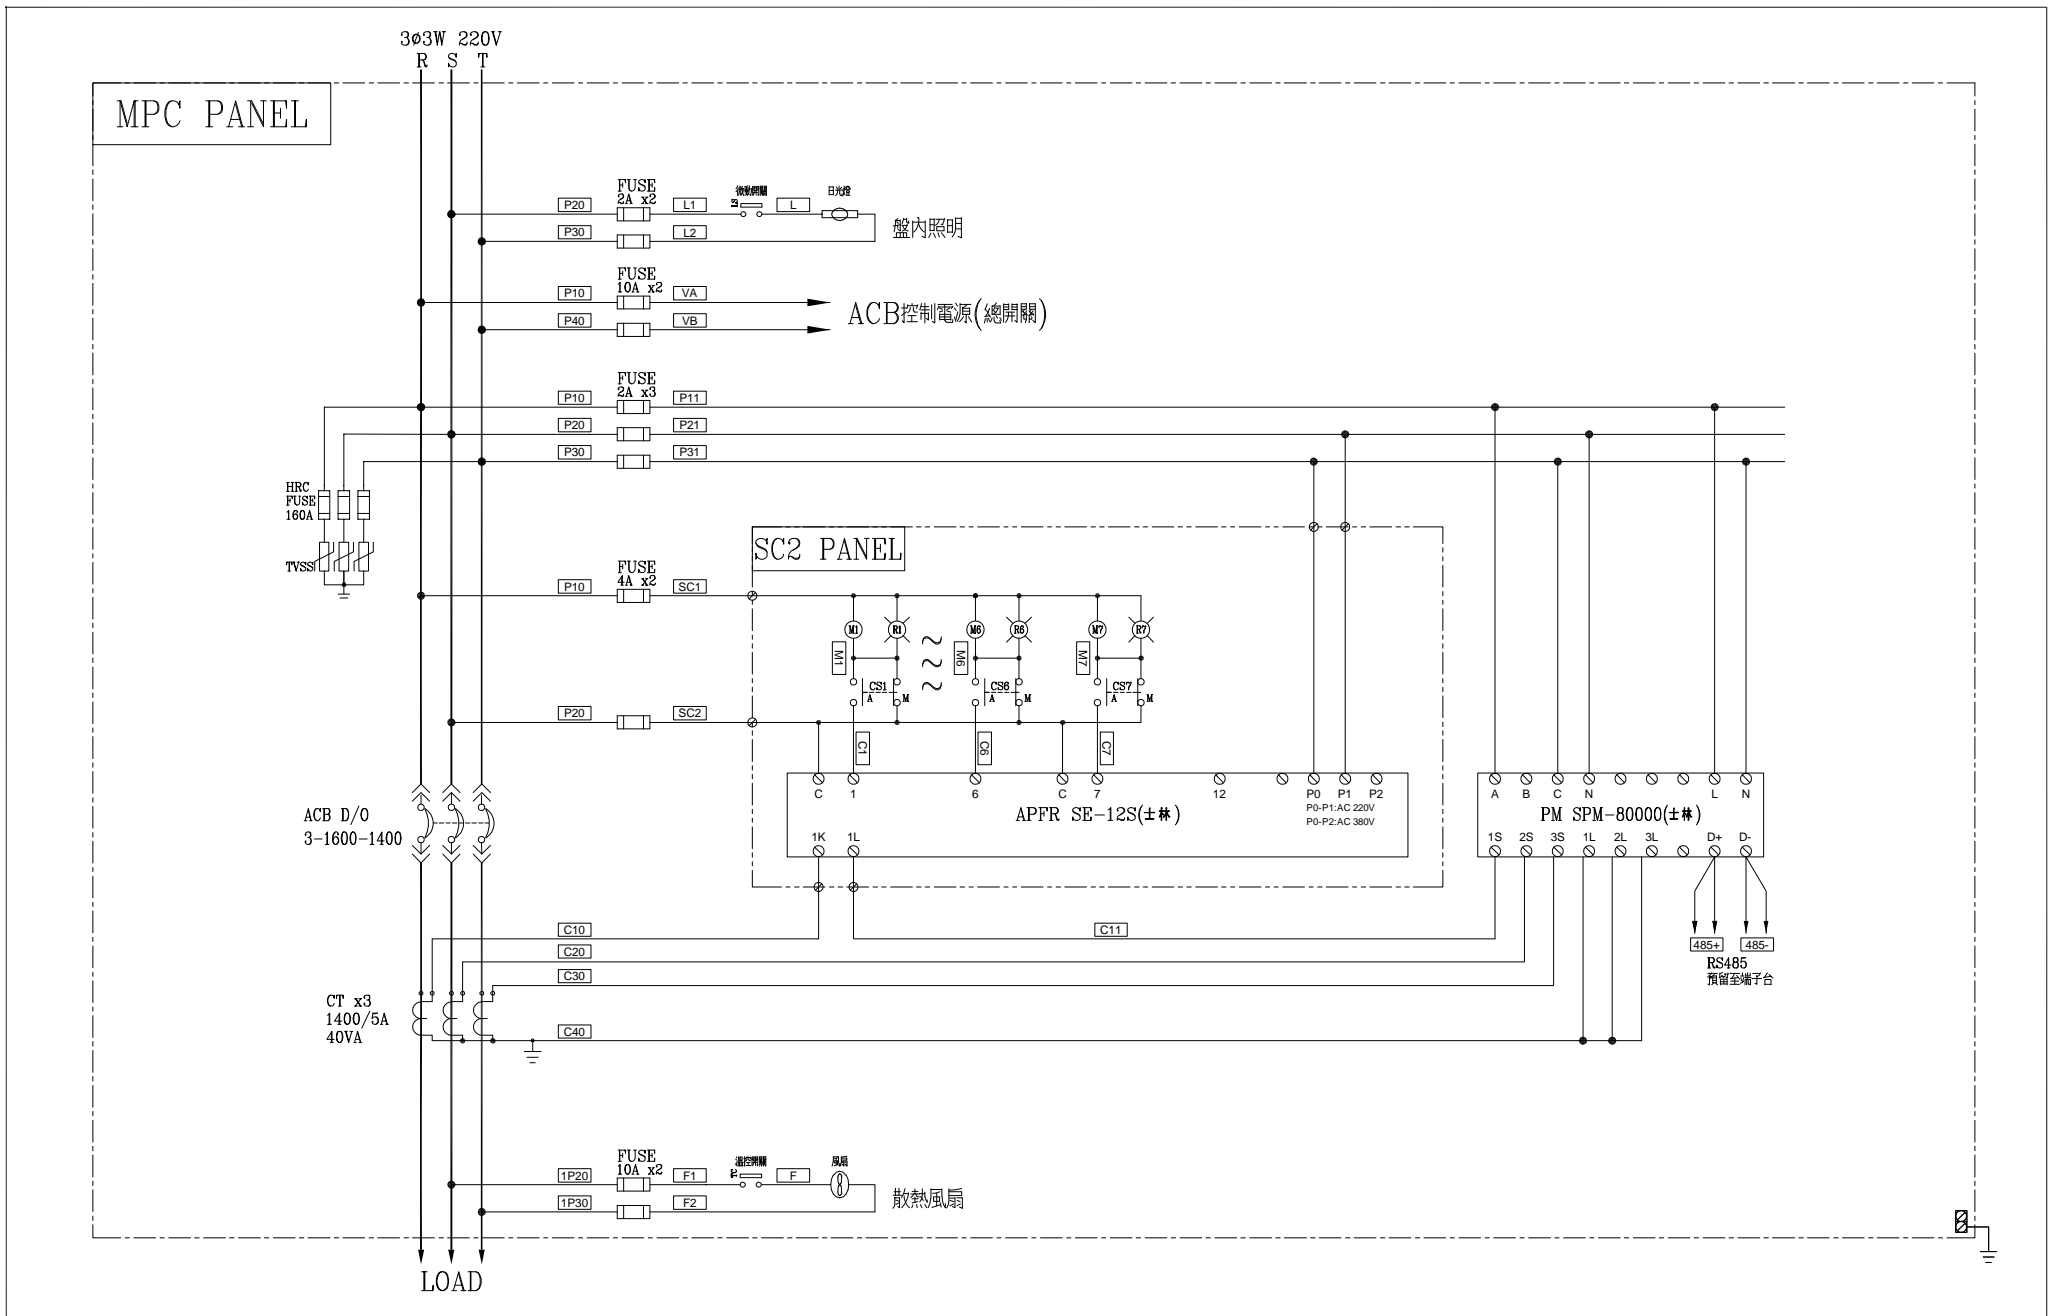 3ø3W 220V
R S T
MPC PANEL
FUSE
2A x2
P20
L1
微動開關
LS
L
日光燈
P30
L2
盤內照明
FUSE
10A x2
P10
VA
P40
VB
ACB控制電源(總開關)
FUSE
2A x3
P10
P11
P20
P21
P30
P31
HRC
FUSE
160A
TVSS
SC2 PANEL
FUSE
4A x2
P10
SC1
M1
R1
M6
R6
M7
R7
M1
M6
M7
CS1
A
M
CS6
A
M
CS7
A
M
P20
SC2
C1
C6
C7
C 1 6 C 7 12 P0 P1 P2
P0-P1:AC 220V
P0-P2:AC 380V
APFR SE-12S(士林)
1K 1L
A B C N L N
PM SPM-80000(士林)
1S 2S 3S 1L 2L 3L D+ D-
ACB D/O
3-1600-1400
C10
C11
C20
C30
485+
485-
RS485
預留至端子台
CT x3
1400/5A
40VA
C40
FUSE
10A x2
1P20
F1
溫控開關
F
風扇
1P30
F2
散熱風扇
LOAD